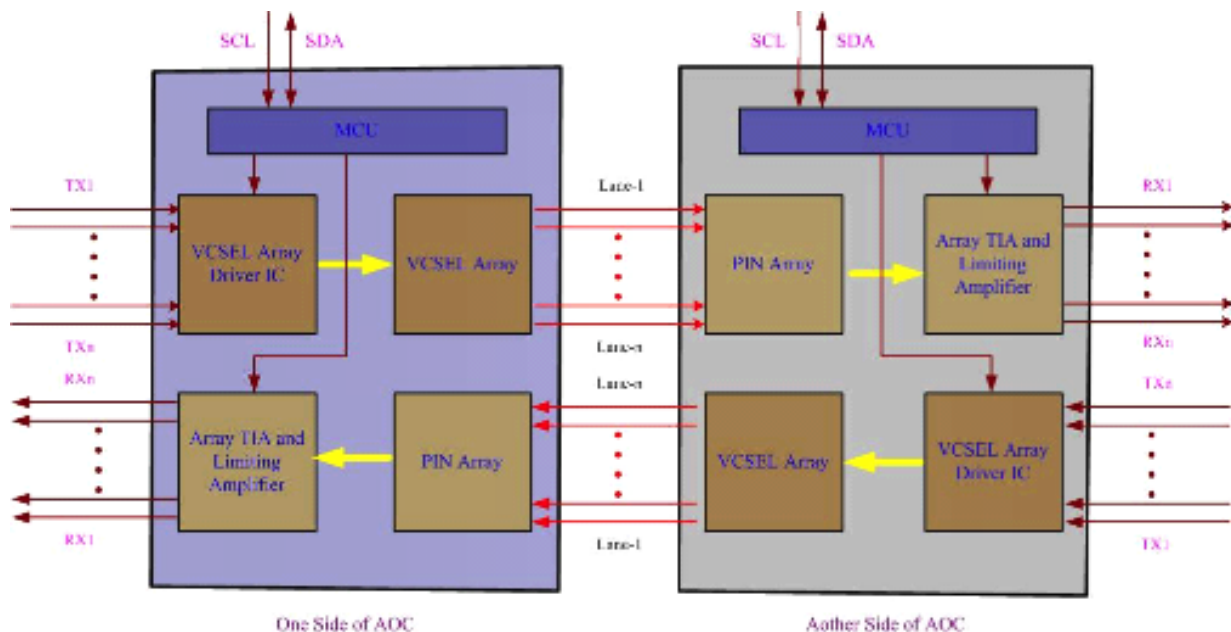 SCL SDA SCL SDA
MCU MCU
TX1 Lane-1 RX1
VCSEL Array
Driver IC
VCSEL Array
PIN Array
Array TIA and
Limiting
Amplifier
TXn Lane-n RXn
RXn Lane-n TXn
Array TIA and
Limiting
Amplifier
PIN Array
VCSEL Array
VCSEL Array
Driver IC
RX1 Lane-1 TX1
One Side of AOC Aother Side of AOC